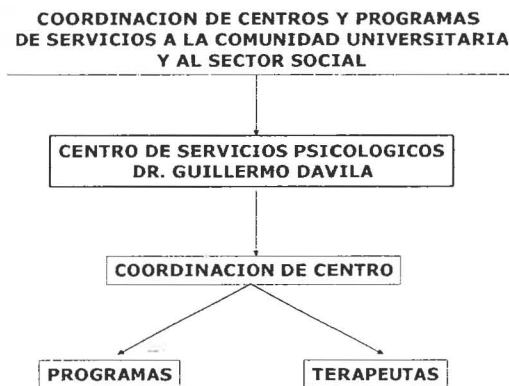 COORDINACION DE CENTROS Y PROGRAMAS
DE SERVICIOS A LA COMUNIDAD UNIVERSITARIA
Y AL SECTOR SOCIAL
CENTRO DE SERVICIOS PSICOLOGICOS
DR. GUILLERMO DAVILA
COORDINACION DE CENTRO
PROGRAMAS
TERAPEUTAS